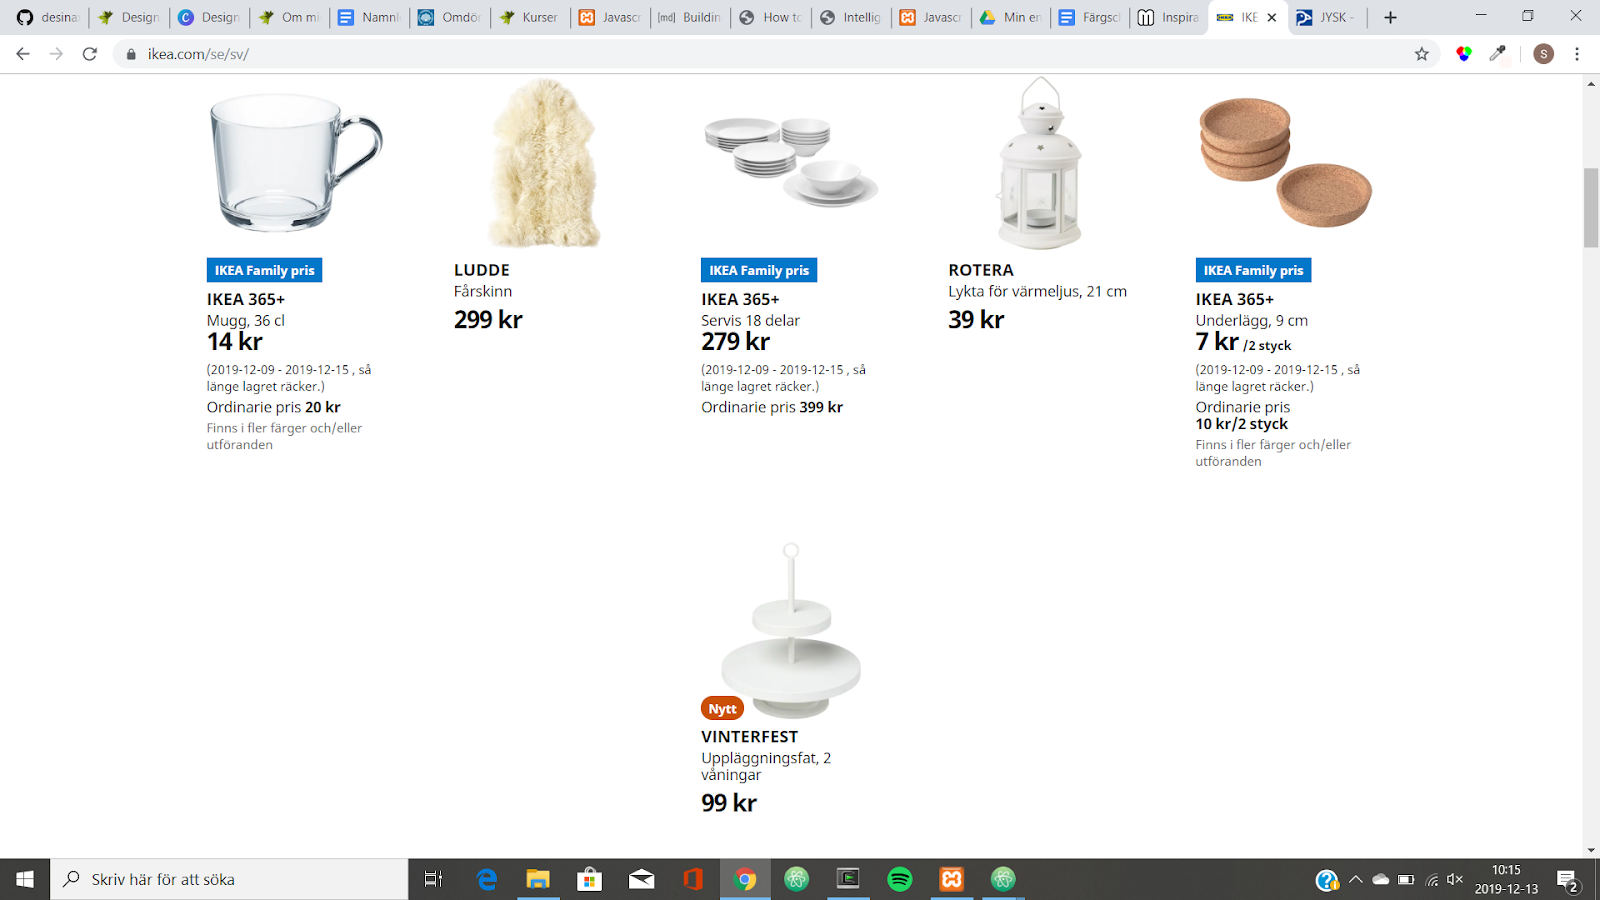 desina
Design
Design
Om mi
Namnl
Omdör
Kurser
Javascr
[md] Buildin
How to
Intellig
Javascr
Min en
Färgsc
Inspira
IKE
JYSK -
ikea.com/se/sv/
S
IKEA Family pris
IKEA 365+
Mugg, 36 cl
14 kr
(2019-12-09 - 2019-12-15 , så
länge lagret räcker.)
Ordinarie pris 20 kr
Finns i fler färger och/eller
utföranden
LUDDE
Fårskinn
299 kr
IKEA Family pris
IKEA 365+
Servis 18 delar
279 kr
(2019-12-09 - 2019-12-15 , så
länge lagret räcker.)
Ordinarie pris 399 kr
ROTERA
Lykta för värmeljus, 21 cm
39 kr
IKEA Family pris
IKEA 365+
Underlägg, 9 cm
7 kr /2 styck
(2019-12-09 - 2019-12-15 , så
länge lagret räcker.)
Ordinarie pris
10 kr/2 styck
Finns i fler färger och/eller
utföranden
Nytt
VINTERFEST
Uppläggningsfat, 2
våningar
99 kr
Skriv här för att söka
10:15
2019-12-13
2